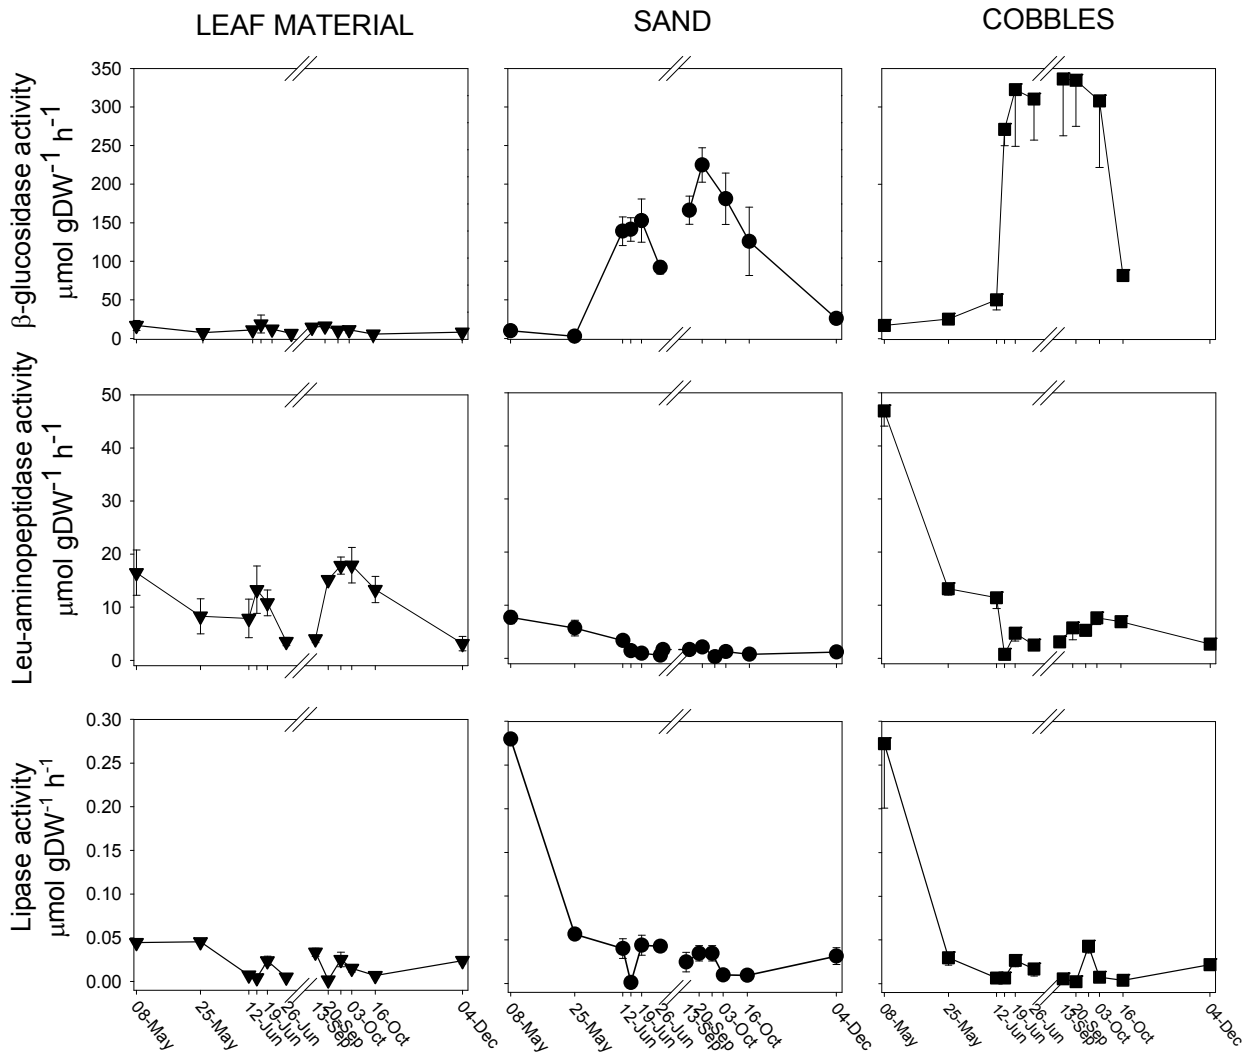 LEAF MATERIAL
SAND
COBBLES
β-glucosidase activity
μmol gDW⁻¹ h⁻¹
350
300
250
200
150
100
50
0
Leu-aminopeptidase activity
μmol gDW⁻¹ h⁻¹
50
40
30
20
10
0
Lipase activity
μmol gDW⁻¹ h⁻¹
0.30
0.25
0.20
0.15
0.10
0.05
0.00
08-May
25-May
12-Jun
19-Jun
26-Jun
13-Sep
20-Sep
03-Oct
16-Oct
04-Dec
08-May
25-May
12-Jun
19-Jun
26-Jun
13-Sep
20-Sep
03-Oct
16-Oct
04-Dec
08-May
25-May
12-Jun
19-Jun
26-Jun
13-Sep
20-Sep
03-Oct
16-Oct
04-Dec